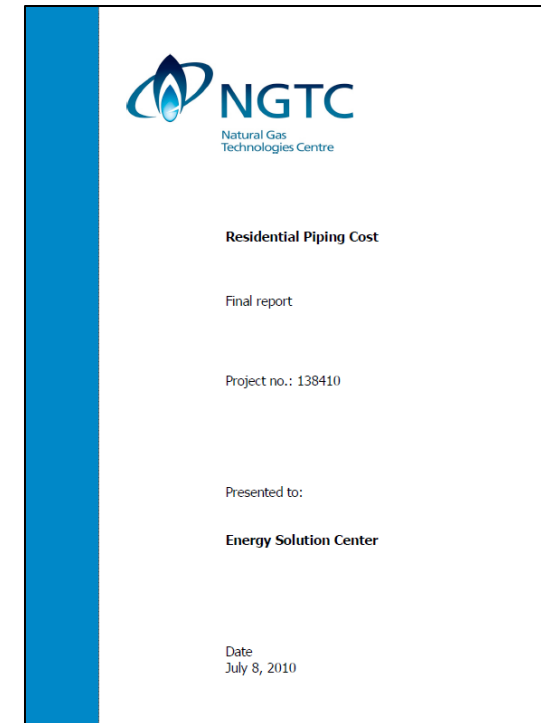 NGTC
Natural Gas
Technologies Centre
Residential Piping Cost
Final report
Project no.: 138410
Presented to:
Energy Solution Center
Date
July 8, 2010